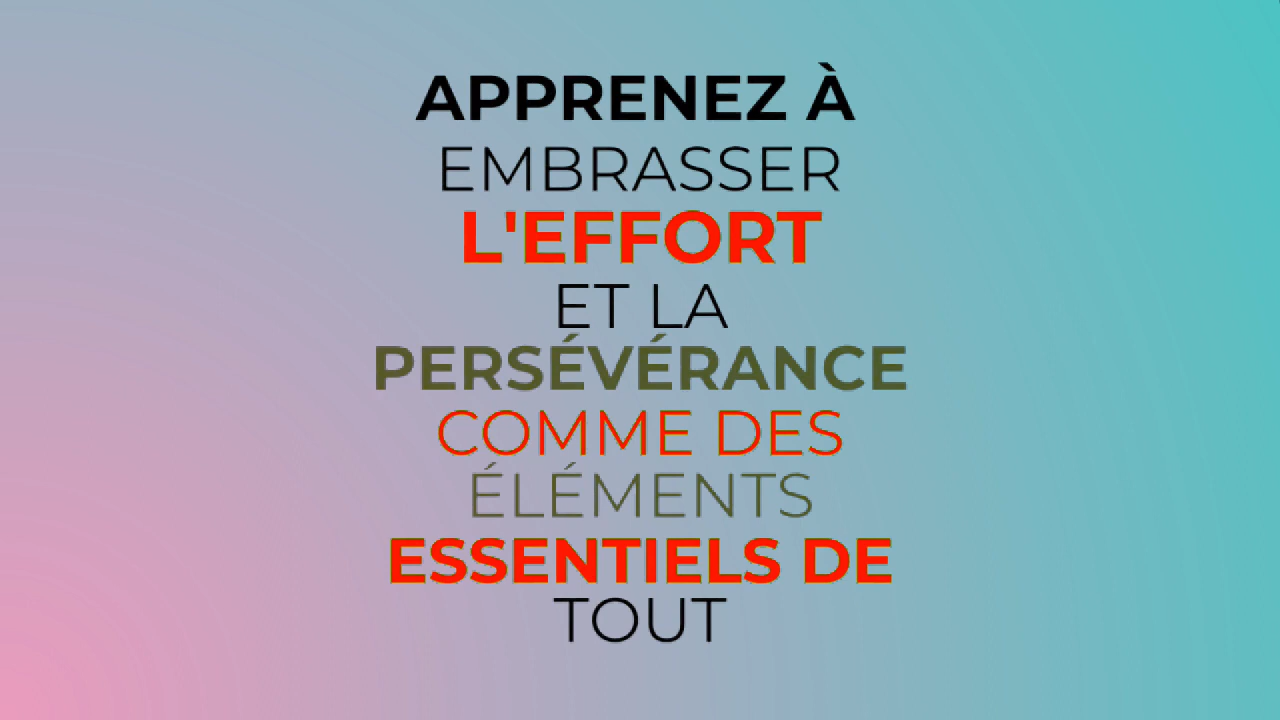 APPRENEZ À
EMBRASSER
L'EFFORT
ET LA
PERSÉVÉRANCE
COMME DES
ÉLÉMENTS
ESSENTIELS DE
TOUT